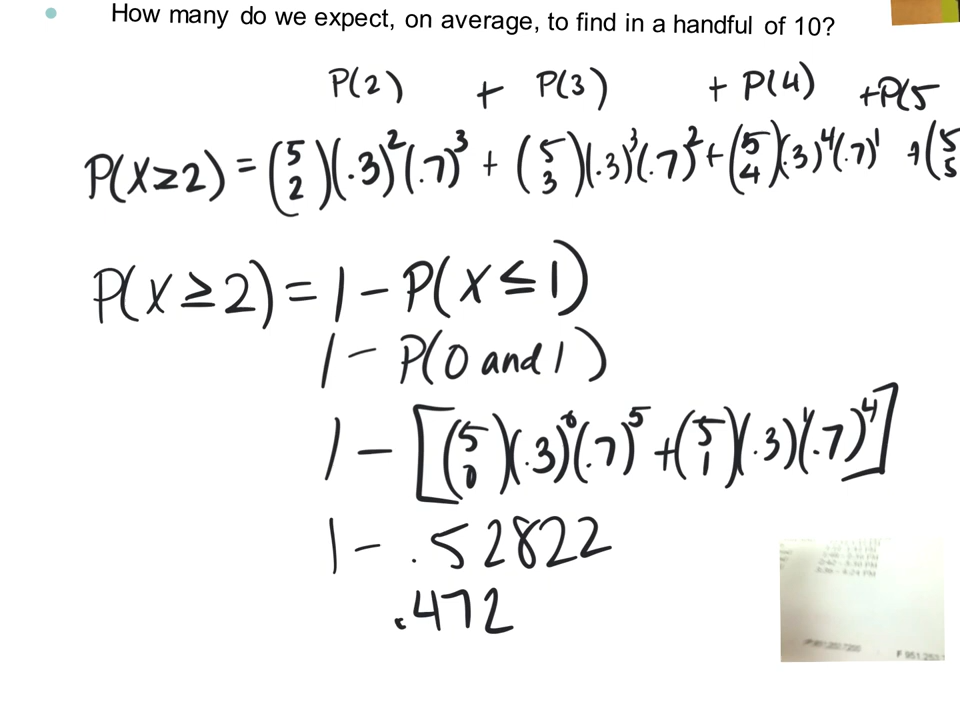 How many do we expect, on average, to find in a handful of 10?
P(2) + P(3) + P(4) +P(5
P(X≥2) = (5 2)(.3)²(.7)³ + (5 3)(.3)³(.7)² + (5 4)(.3)⁴(.7)¹ + (5 5
P(X ≥ 2) = 1 - P(X ≤ 1)
1 - P(0 and 1)
1 - [(5 0)(.3)⁰(.7)⁵ + (5 1)(.3)¹(.7)⁴]
1 - .52822
.472